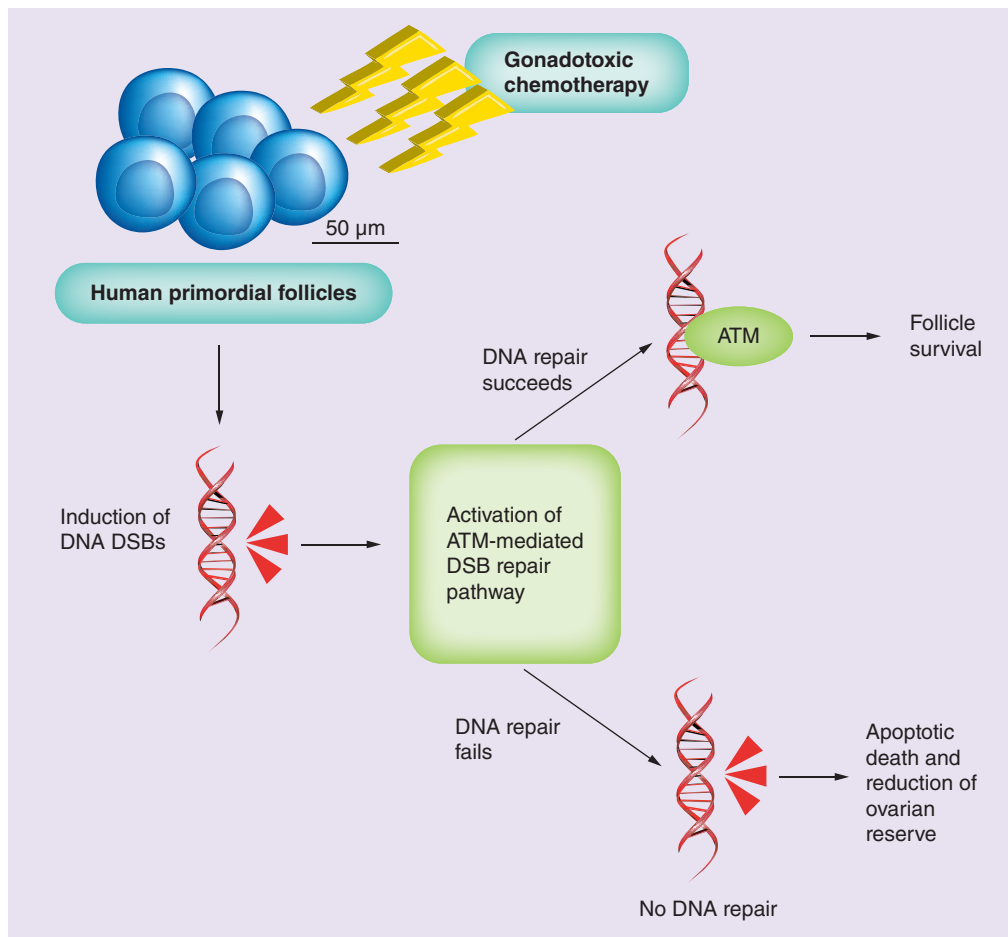 Gonadotoxic
chemotherapy
50 µm
Human primordial follicles
DNA repair
succeeds
ATM
Follicle
survival
Induction of
DNA DSBs
Activation of
ATM-mediated
DSB repair
pathway
DNA repair
fails
Apoptotic
death and
reduction of
ovarian
reserve
No DNA repair